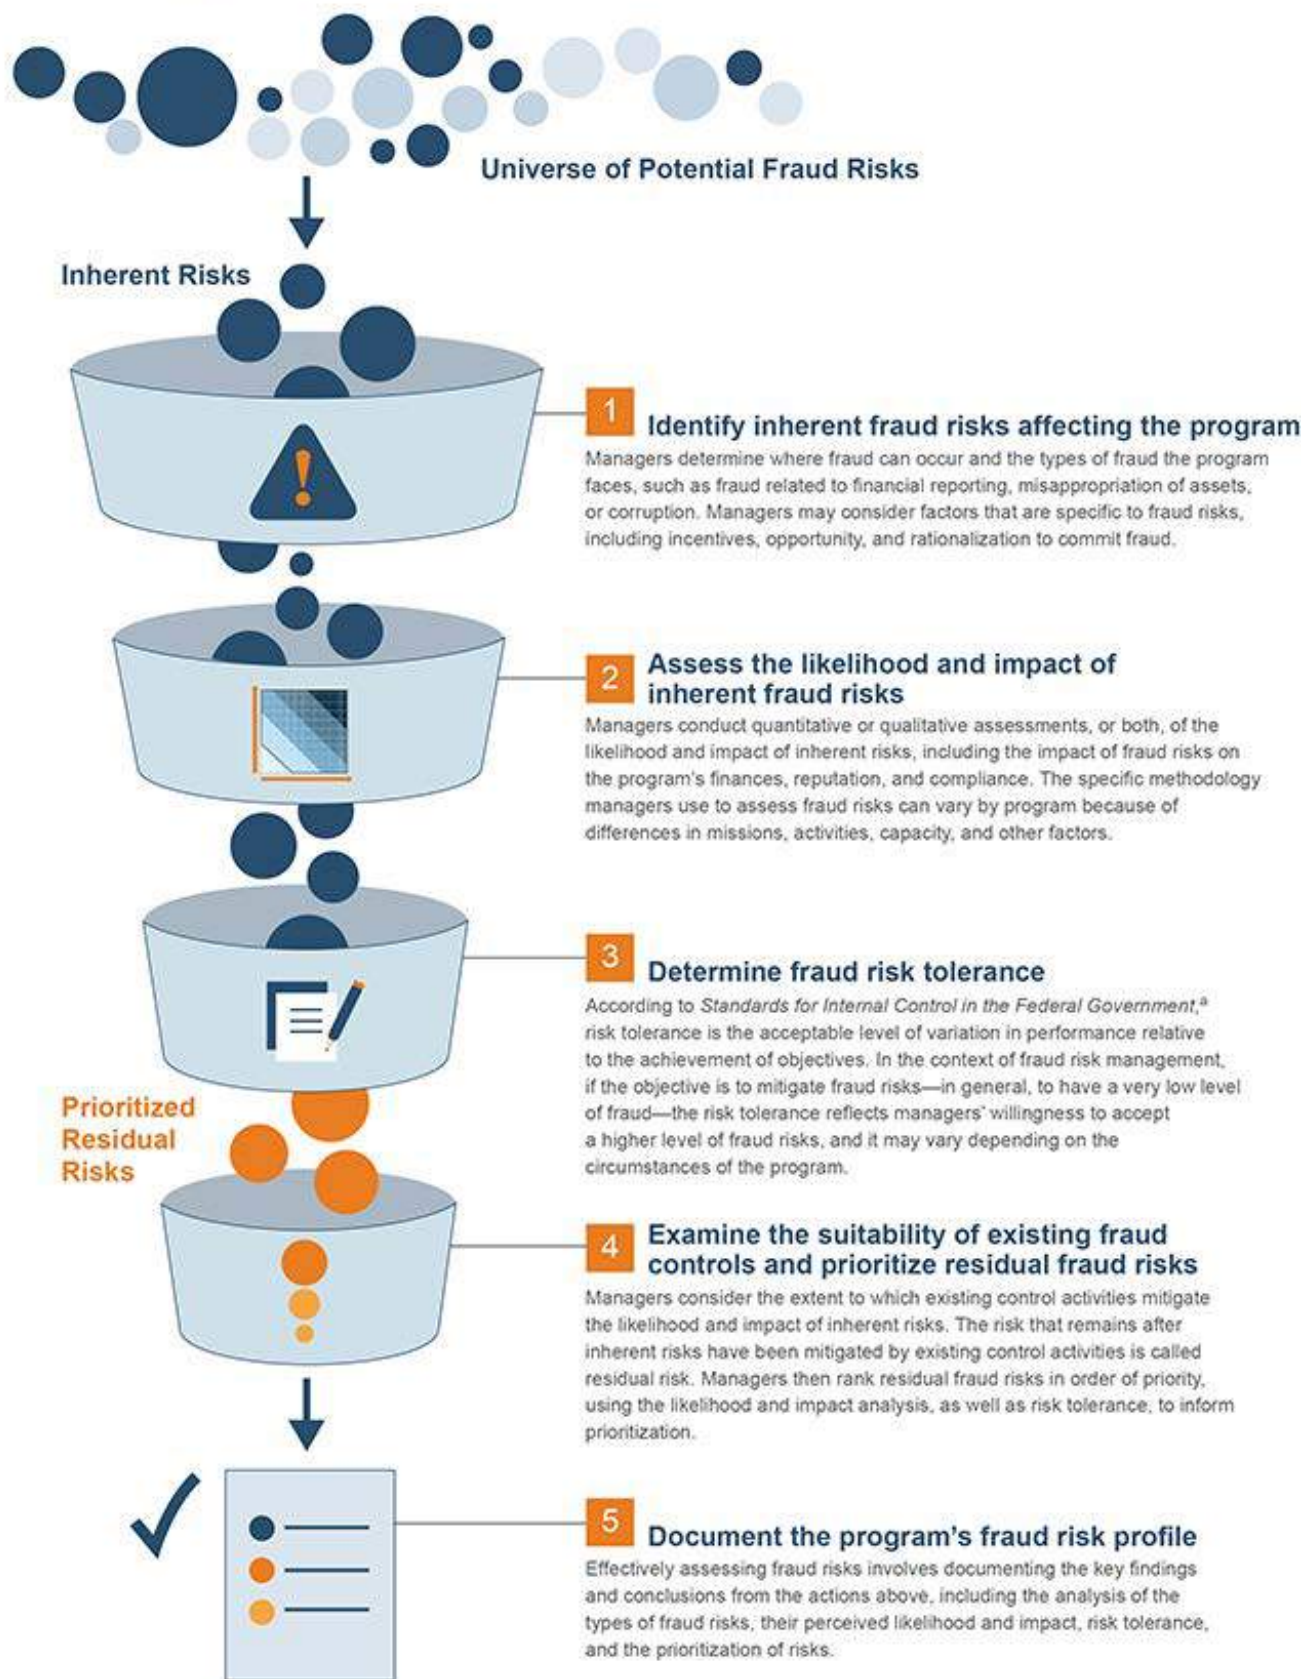 Universe of Potential Fraud Risks
Inherent Risks
1
Identify inherent fraud risks affecting the program
Managers determine where fraud can occur and the types of fraud the program
faces, such as fraud related to financial reporting, misappropriation of assets,
or corruption. Managers may consider factors that are specific to fraud risks,
including incentives, opportunity, and rationalization to commit fraud.
2
Assess the likelihood and impact of
inherent fraud risks
Managers conduct quantitative or qualitative assessments, or both, of the
likelihood and impact of inherent risks, including the impact of fraud risks on
the program's finances, reputation, and compliance. The specific methodology
managers use to assess fraud risks can vary by program because of
differences in missions, activities, capacity, and other factors.
3
Determine fraud risk tolerance
According to Standards for Internal Control in the Federal Government,ª
risk tolerance is the acceptable level of variation in performance relative
to the achievement of objectives. In the context of fraud risk management,
if the objective is to mitigate fraud risks—in general, to have a very low level
of fraud—the risk tolerance reflects managers' willingness to accept
a higher level of fraud risks, and it may vary depending on the
circumstances of the program.
Prioritized
Residual
Risks
4
Examine the suitability of existing fraud
controls and prioritize residual fraud risks
Managers consider the extent to which existing control activities mitigate
the likelihood and impact of inherent risks. The risk that remains after
inherent risks have been mitigated by existing control activities is called
residual risk. Managers then rank residual fraud risks in order of priority,
using the likelihood and impact analysis, as well as risk tolerance, to inform
prioritization.
5
Document the program's fraud risk profile
Effectively assessing fraud risks involves documenting the key findings
and conclusions from the actions above, including the analysis of the
types of fraud risks, their perceived likelihood and impact, risk tolerance,
and the prioritization of risks.